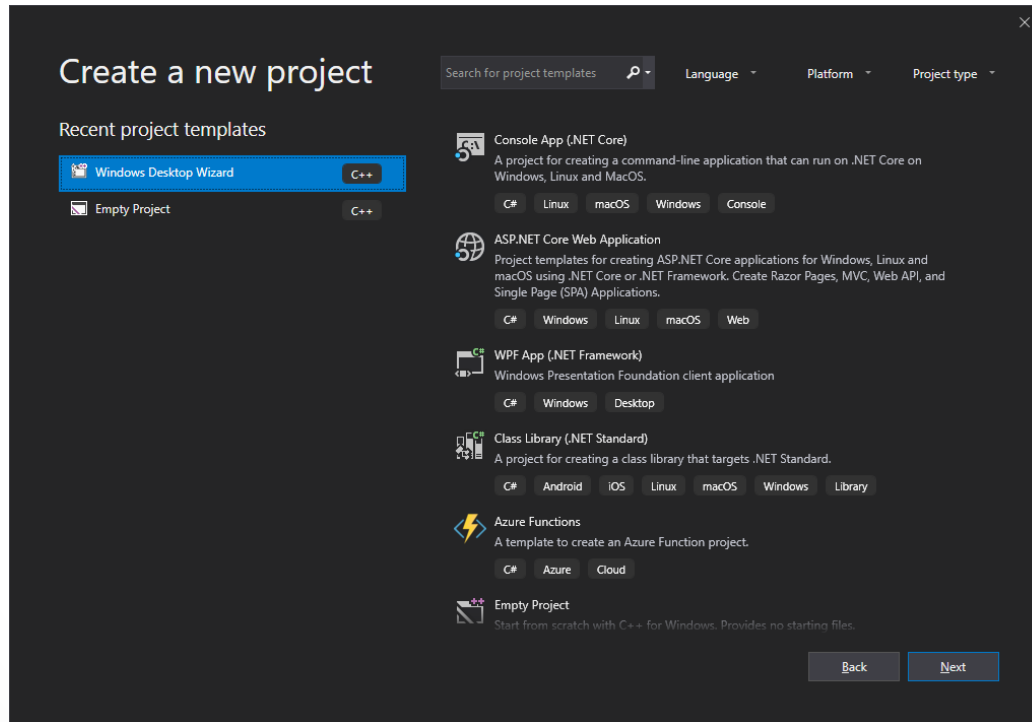 Create a new project
Search for project templates
Language
Platform
Project type
Recent project templates
Windows Desktop Wizard
C++
Empty Project
C++
Console App (.NET Core)
A project for creating a command-line application that can run on .NET Core on
Windows, Linux and MacOS.
C# Linux macOS Windows Console
ASP.NET Core Web Application
Project templates for creating ASP.NET Core applications for Windows, Linux and
macOS using .NET Core or .NET Framework. Create Razor Pages, MVC, Web API, and
Single Page (SPA) Applications.
C# Windows Linux macOS Web
WPF App (.NET Framework)
Windows Presentation Foundation client application
C# Windows Desktop
Class Library (.NET Standard)
A project for creating a class library that targets .NET Standard.
C# Android iOS Linux macOS Windows Library
Azure Functions
A template to create an Azure Function project.
C# Azure Cloud
Empty Project
Start from scratch with C++ for Windows. Provides no starting files.
Back
Next